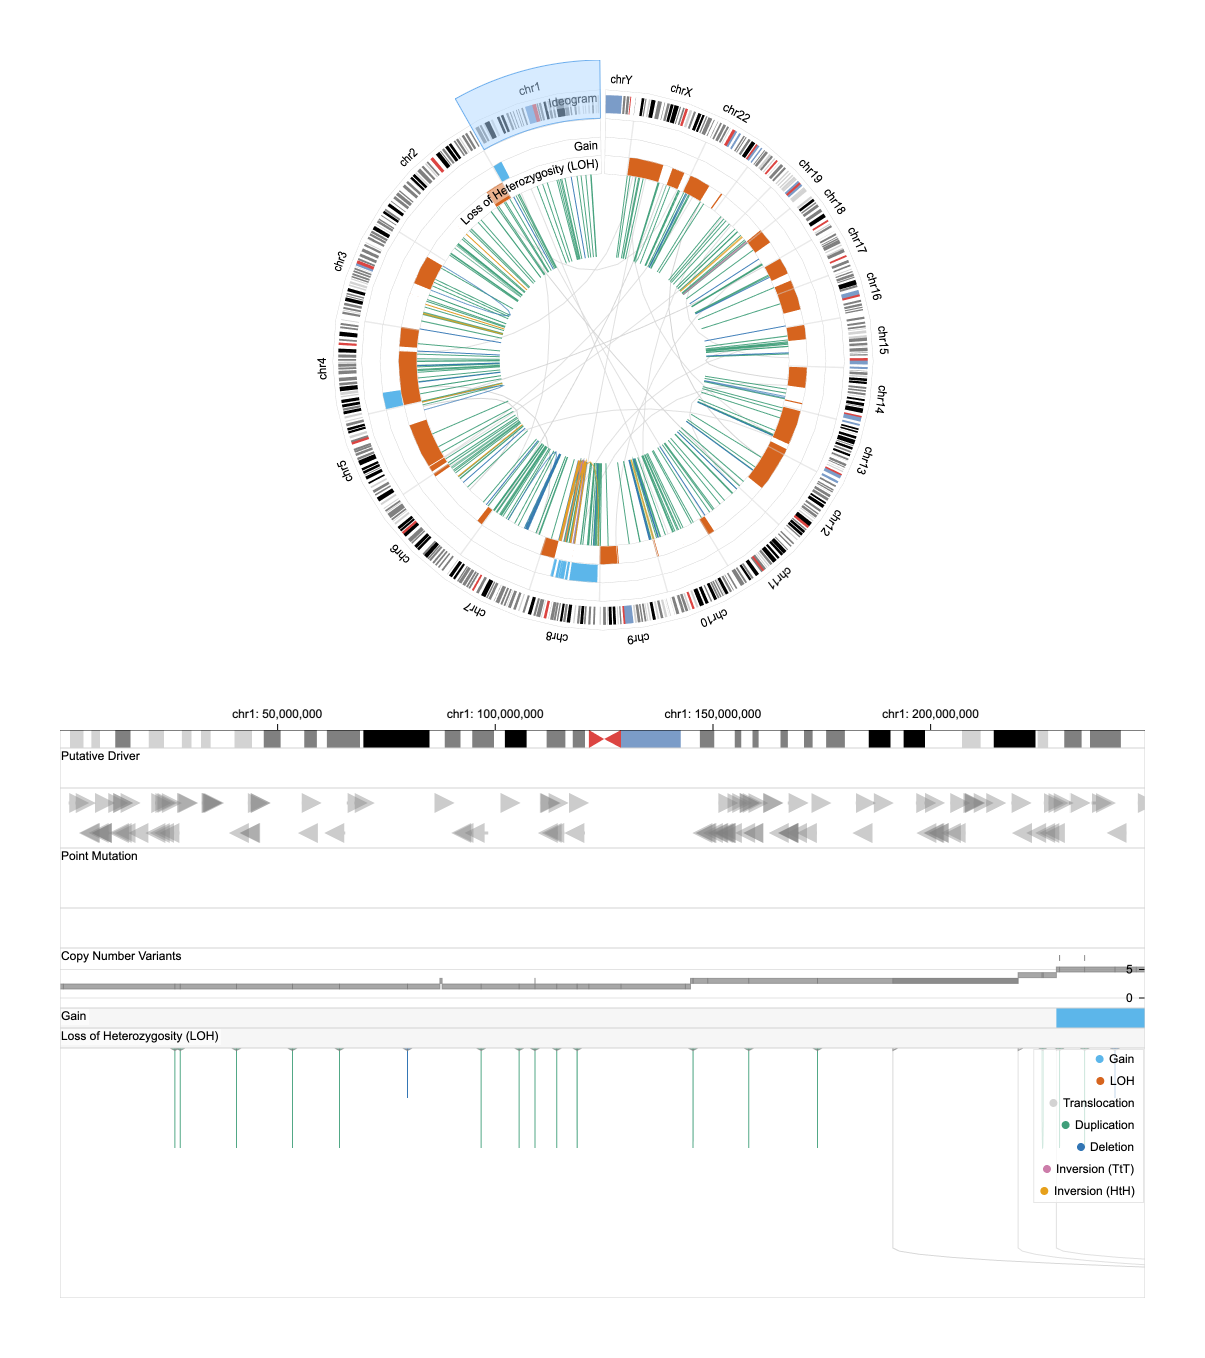 chrY
chrX
chr22
chr19
chr18
chr17
chr16
chr15
chr14
chr13
chr12
chr11
chr10
chr9
chr8
chr7
chr6
chr5
chr4
chr3
chr2
chr1
Ideogram
Gain
Loss of Heterozygosity (LOH)
chr1: 50,000,000 chr1: 100,000,000 chr1: 150,000,000 chr1: 200,000,000
Putative Driver
Point Mutation
Copy Number Variants
5
0
Gain
Loss of Heterozygosity (LOH)
Gain
LOH
Translocation
Duplication
Deletion
Inversion (TtT)
Inversion (HtH)